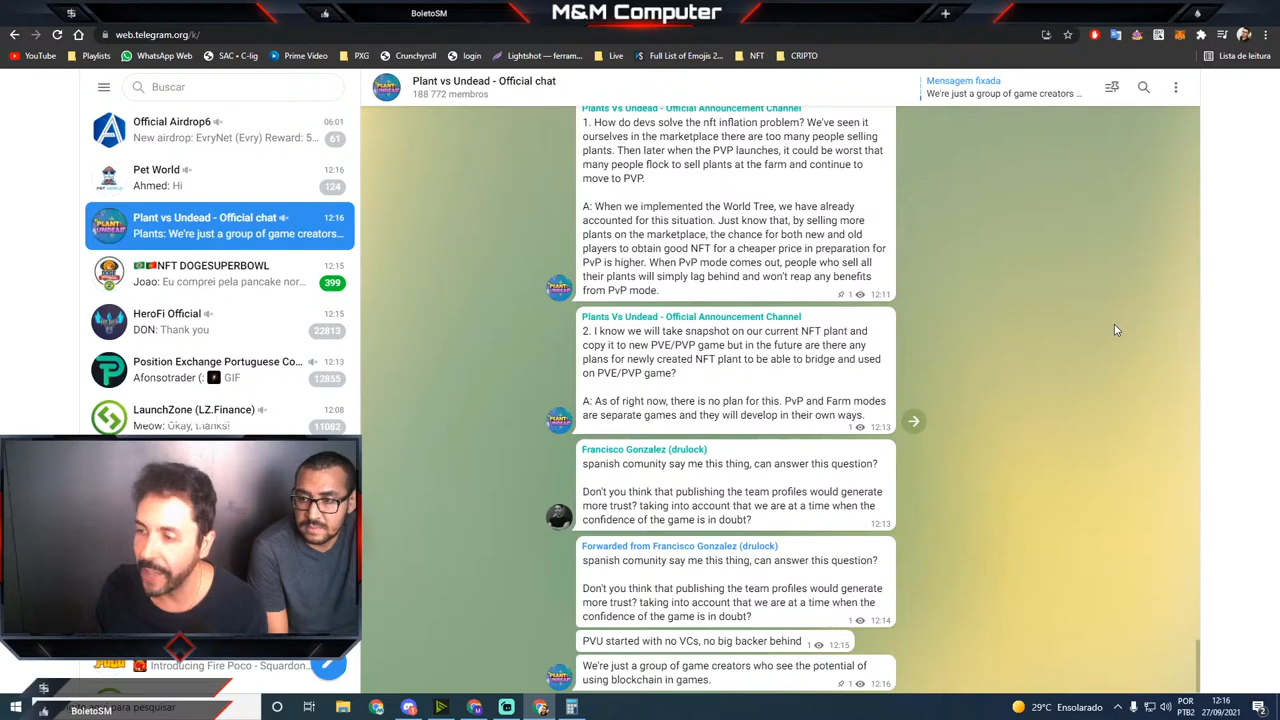 M&M Computer
BoletoSM
web.telegram.org/k/
YouTube
Playlists
WhatsApp Web
SAC • C-lig
Prime Video
PXG
Crunchyroll
login
Lightshot — ferram...
Live
Full List of Emojis 2...
NFT
CRIPTO
Lista de leitura
Buscar
Plant vs Undead - Official chat
188 772 membros
Mensagem fixada
We're just a group of game creators ...
Official Airdrop6
06:01
New airdrop: EvryNet (Evry) Reward: 5...
61
Pet World
12:16
Ahmed: Hi
124
Plant vs Undead - Official chat
12:16
Plants: We're just a group of game creators...
NFT DOGESUPERBOWL
12:15
Joao: Eu comprei pela pancake nor...
399
HeroFi Official
12:15
DON: Thank you
22813
Position Exchange Portuguese Co...
12:13
Afonsotrader (: GIF
12855
LaunchZone (LZ.Finance)
12:08
Meow: Okay, thanks!
11082
Introducing Fire Poco - Squardon...
Plants Vs Undead - Official Announcement Channel
1. How do devs solve the nft inflation problem? We've seen it
ourselves in the marketplace there are too many people selling
plants. Then later when the PVP launches, it could be worst that
many people flock to sell plants at the farm and continue to
move to PVP.
A: When we implemented the World Tree, we have already
accounted for this situation. Just know that, by selling more
plants on the marketplace, the chance for both new and old
players to obtain good NFT for a cheaper price in preparation for
PvP is higher. When PvP mode comes out, people who sell all
their plants will simply lag behind and won't reap any benefits
from PvP mode.
1 12:11
Plants Vs Undead - Official Announcement Channel
2. I know we will take snapshot on our current NFT plant and
copy it to new PVE/PVP game but in the future are there any
plans for newly created NFT plant to be able to bridge and used
on PVE/PVP game?
A: As of right now, there is no plan for this. PvP and Farm modes
are separate games and they will develop in their own ways.
1 12:13
Francisco Gonzalez (drulock)
spanish comunity say me this thing, can answer this question?
Don't you think that publishing the team profiles would generate
more trust? taking into account that we are at a time when the
confidence of the game is in doubt?
12:13
Forwarded from Francisco Gonzalez (drulock)
spanish comunity say me this thing, can answer this question?
Don't you think that publishing the team profiles would generate
more trust? taking into account that we are at a time when the
confidence of the game is in doubt?
1 12:14
PVU started with no VCs, no big backer behind 1 12:15
We're just a group of game creators who see the potential of
using blockchain in games.
1 12:16
BoletoSM
aqui para pesquisar
29°C Ensolarado
POR
PTB2
12:16
27/09/2021
2